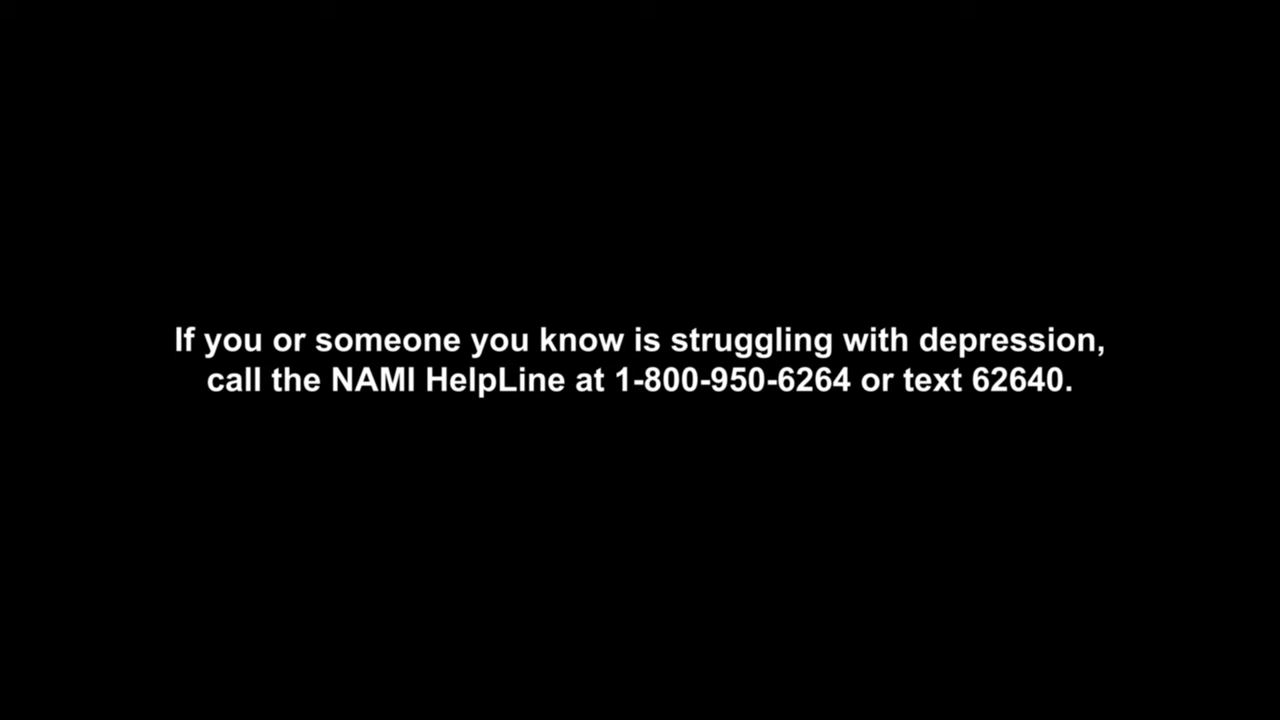 If you or someone you know is struggling with depression,
call the NAMI HelpLine at 1-800-950-6264 or text 62640.